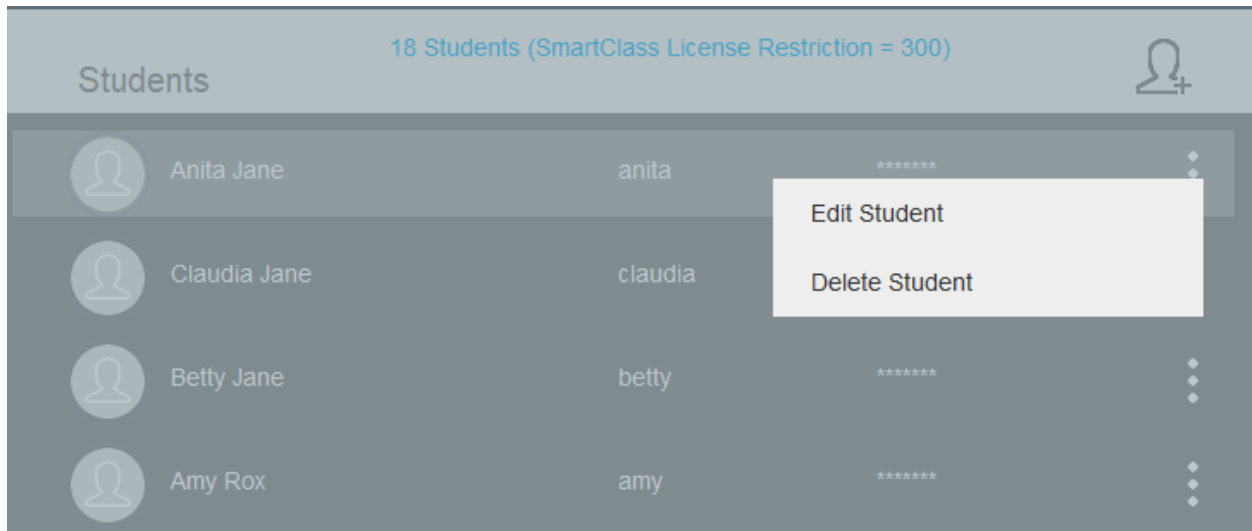 18 Students (SmartClass License Restriction = 300)
Students
Anita Jane anita *******
Edit Student
Claudia Jane claudia
Delete Student
Betty Jane betty *******
Amy Rox amy *******